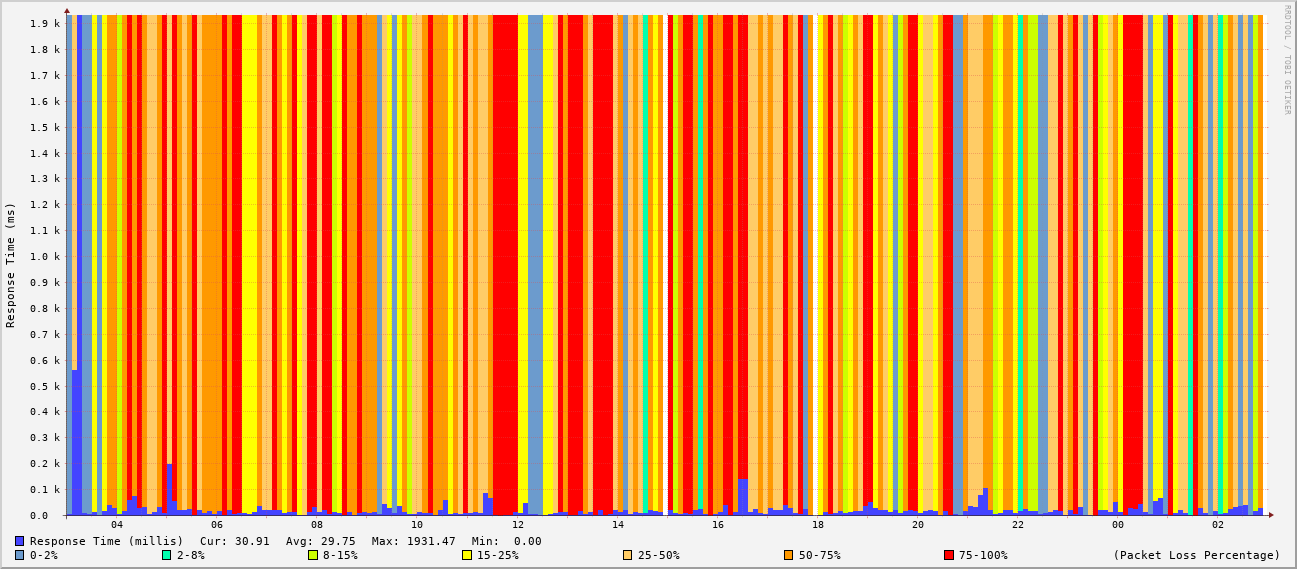 RRDTOOL / TOBI OETIKER
Response Time (ms)
1.9 k
1.8 k
1.7 k
1.6 k
1.5 k
1.4 k
1.3 k
1.2 k
1.1 k
1.0 k
0.9 k
0.8 k
0.7 k
0.6 k
0.5 k
0.4 k
0.3 k
0.2 k
0.1 k
0.0
04 06 08 10 12 14 16 18 20 22 00 02
Response Time (millis) Cur: 30.91 Avg: 29.75 Max: 1931.47 Min: 0.00
0-2% 2-8% 8-15% 15-25% 25-50% 50-75% 75-100% (Packet Loss Percentage)